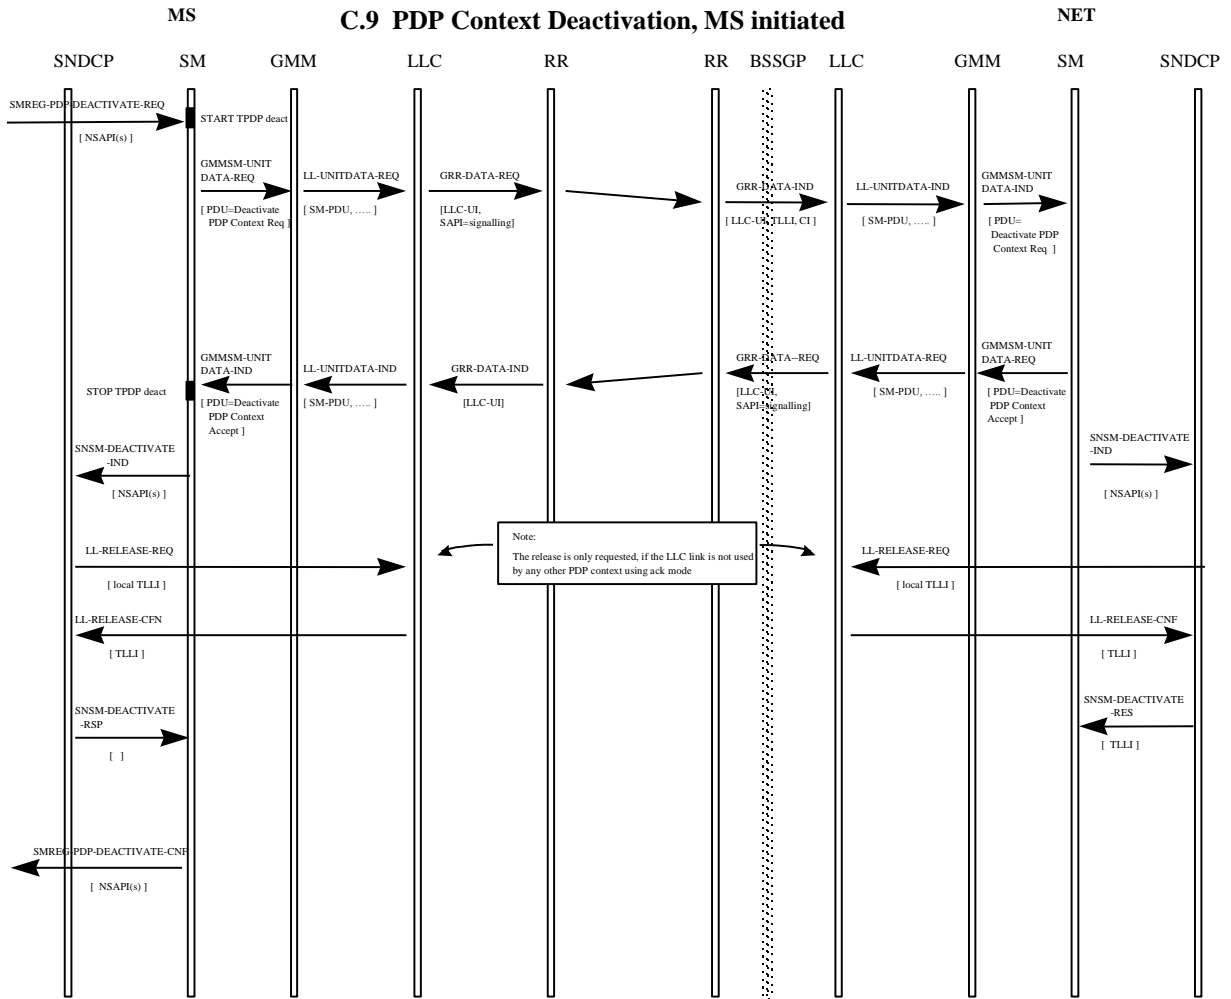 MS
C.9 PDP Context Deactivation, MS initiated
NET
SNDCP SM GMM LLC RR RR BSSGP LLC GMM SM SNDCP
SMREG-PDP-DEACTIVATE-REQ
[ NSAPI(s) ]
START TPDP deact
GMMSM-UNIT
DATA-REQ
[ PDU=Deactivate
PDP Context Req ]
LL-UNITDATA-REQ
[ SM-PDU, ….. ]
GRR-DATA-REQ
[LLC-UI,
SAPI=signalling]
GRR-DATA-IND
[ LLC-UI, TLLI, CI ]
LL-UNITDATA-IND
[ SM-PDU, ….. ]
GMMSM-UNIT
DATA-IND
[ PDU=
Deactivate PDP
Context Req ]
STOP TPDP deact
GMMSM-UNIT
DATA-IND
[ PDU=Deactivate
PDP Context
Accept ]
LL-UNITDATA-IND
[ SM-PDU, ….. ]
GRR-DATA-IND
[LLC-UI]
GRR-DATA--REQ
[LLC-UI,
SAPI=signalling]
LL-UNITDATA-REQ
[ SM-PDU, ….. ]
GMMSM-UNIT
DATA-REQ
[ PDU=Deactivate
PDP Context
Accept ]
SNSM-DEACTIVATE
-IND
[ NSAPI(s) ]
SNSM-DEACTIVATE
-IND
[ NSAPI(s) ]
Note:
The release is only requested, if the LLC link is not used
by any other PDP context using ack mode
LL-RELEASE-REQ
[ local TLLI ]
LL-RELEASE-REQ
[ local TLLI ]
LL-RELEASE-CFN
[ TLLI ]
LL-RELEASE-CNF
[ TLLI ]
SNSM-DEACTIVATE
-RSP
[ ]
SNSM-DEACTIVATE
-RES
[ TLLI ]
SMREG-PDP-DEACTIVATE-CNF
[ NSAPI(s) ]